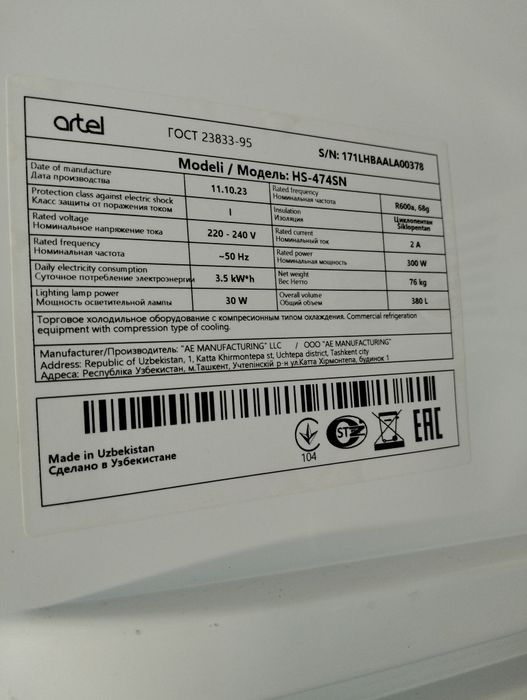 artel
ГОСТ 23833-95
S/N: 171LHBAALA00378
Modeli / Модель: HS-474SN
Date of manufacture
Дата производства
11.10.23
Rated frequency
Номинальная частота
R600a, 68g
Protection class against electric shock
Класс защиты от поражения током
I
Insulation
Изоляция
Циклопентан
Siklopentan
Rated voltage
Номинальное напряжение тока
220 - 240 V
Rated current
Номинальный ток
2 A
Rated frequency
Номинальная частота
~50 Hz
Rated power
Номинальная мощность
300 W
Daily electricity consumption
Суточное потребление электроэнергии
3.5 kW*h
Net weight
Вес Нетто
76 kg
Lighting lamp power
Мощность осветительной лампы
30 W
Overall volume
Общий объем
380 L
Торговое холодильное оборудование с компресионным типом охлаждения. Commercial refrigeration
equipment with compression type of cooling.
Manufacturer/Производитель: "AE MANUFACTURING" LLC / ООО "AE MANUFACTURING"
Address: Republic of Uzbekistan, 1, Katta Khirmontepa st, Uchtepa district, Tashkent city
Адреса: Республіка Узбекистан, м.Ташкент, Учтепінскій р-н ул.Катта Хірмонтепа, будинок 1
Made in Uzbekistan
Сделано в Узбекистане
104
ST
EAC